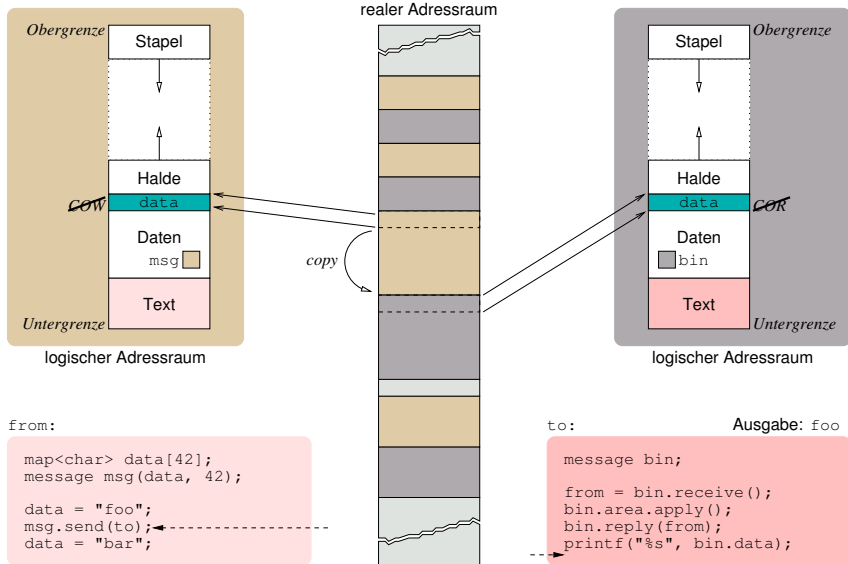 realer Adressraum
Obergrenze
Stapel
Halde
COW
data
Daten
msg
Text
Untergrenze
logischer Adressraum
copy
Stapel
Obergrenze
Halde
data
COR
Daten
bin
Text
Untergrenze
logischer Adressraum
from:
map<char> data[42];
message msg(data, 42);
data = "foo";
msg.send(to);
data = "bar";
to:
Ausgabe: foo
message bin;
from = bin.receive();
bin.area.apply();
bin.reply(from);
printf("%s", bin.data);